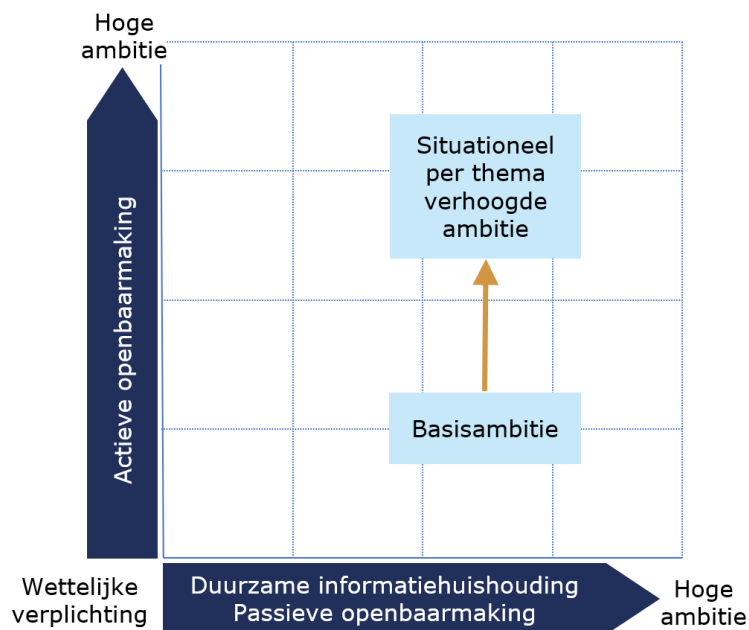 Hoge
ambitie
Situationeel
per thema
verhoogde
ambitie
Actieve openbaarmaking
Basisambitie
Wettelijke
verplichting
Duurzame informatiehuishouding
Passieve openbaarmaking
Hoge
ambitie